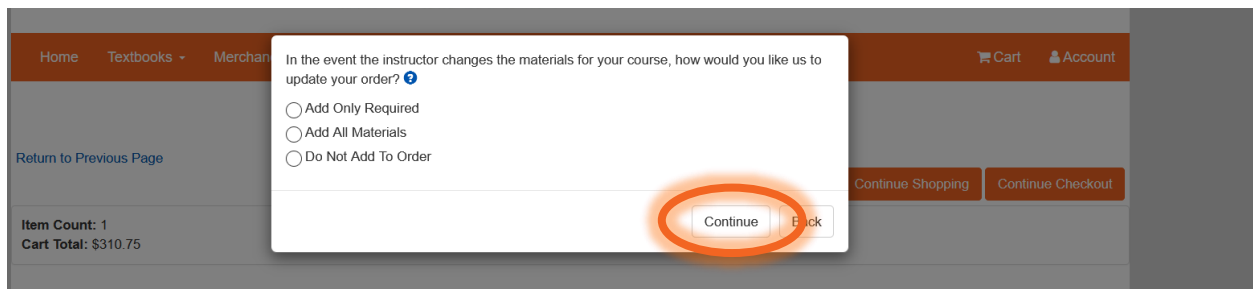 Home Textbooks Merchan Cart Account
In the event the instructor changes the materials for your course, how would you like us to
update your order?
Add Only Required
Add All Materials
Do Not Add To Order
Return to Previous Page
Continue Shopping Continue Checkout
Continue Back
Item Count: 1
Cart Total: $310.75